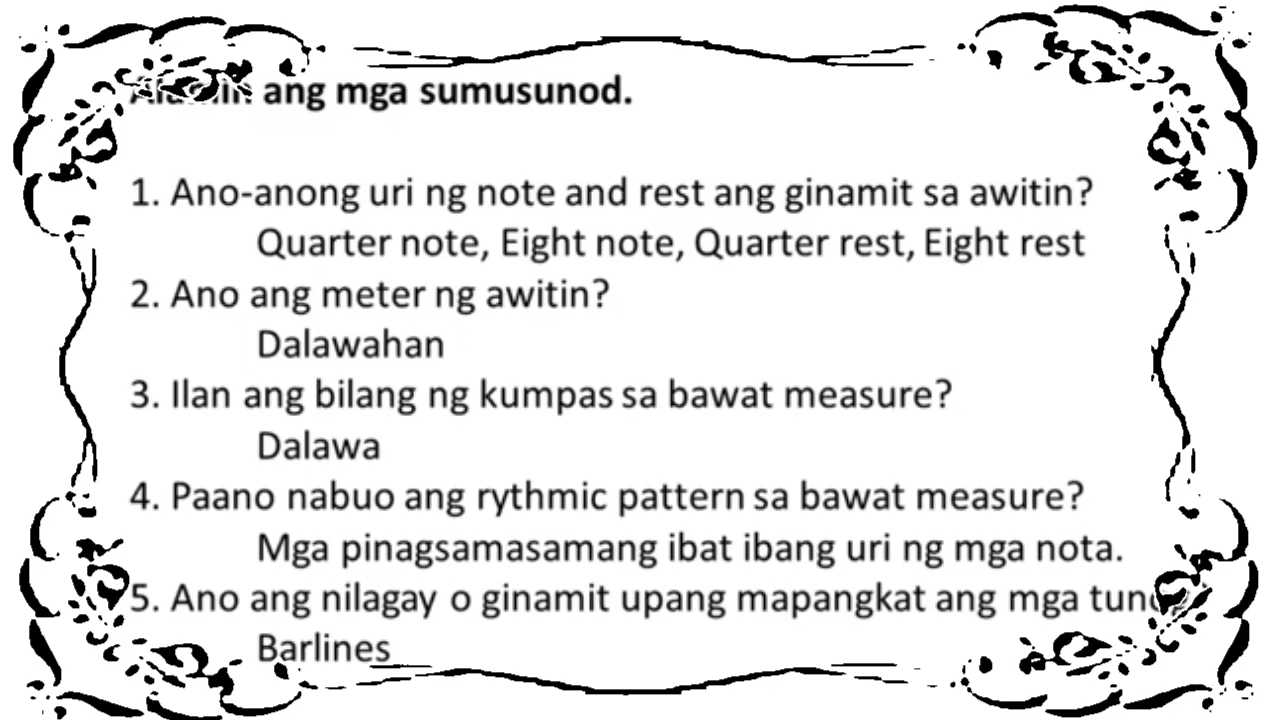 ang mga sumusunod.
1. Ano-anong uri ng note and rest ang ginamit sa awitin?
Quarter note, Eight note, Quarter rest, Eight rest
2. Ano ang meter ng awitin?
Dalawahan
3. Ilan ang bilang ng kumpas sa bawat measure?
Dalawa
4. Paano nabuo ang rythmic pattern sa bawat measure?
Mga pinagsamasamang ibat ibang uri ng mga nota.
5. Ano ang nilagay o ginamit upang mapangkat ang mga
Barlines